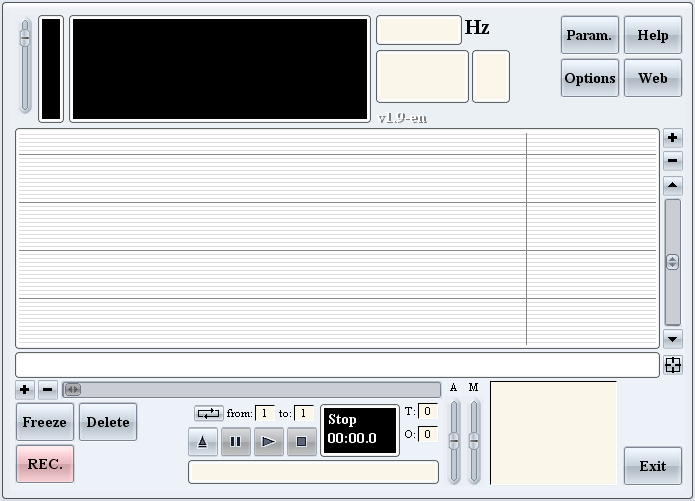 Hz
Param.
Help
Options
Web
v1.9-en
A
M
from: 1 to: 1
Stop
00:00.0
T: 0
O: 0
Freeze
Delete
REC.
Exit